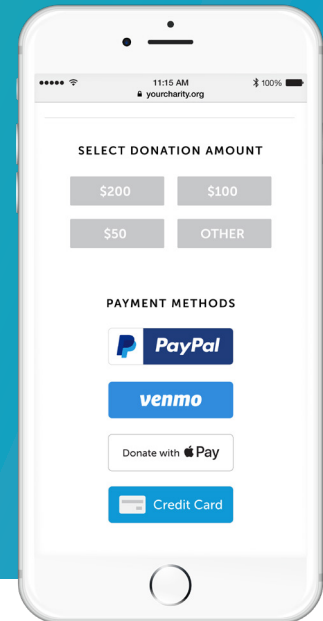 11:15 AM
100%
yourcharity.org
SELECT DONATION AMOUNT
$200 $100
$50 OTHER
PAYMENT METHODS
PayPal
venmo
Donate with Pay
Credit Card